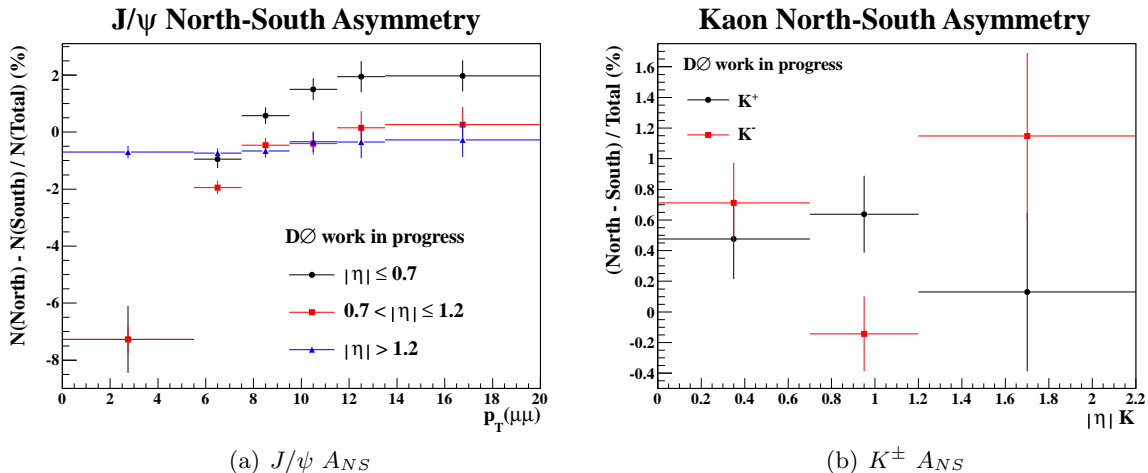 J/ψ North-South Asymmetry
N(North) - N(South) / N(Total) (%)
2
0
-2
-4
-6
-8
DØ work in progress
|η| ≤ 0.7
0.7 < |η| ≤ 1.2
|η| > 1.2
0 2 4 6 8 10 12 14 16 18 20
p_T(μμ)
(a) J/ψ A_NS
Kaon North-South Asymmetry
(North - South) / Total (%)
1.6
1.4
1.2
1
0.8
0.6
0.4
0.2
0
-0.2
-0.4
DØ work in progress
K⁺
K⁻
0 0.2 0.4 0.6 0.8 1 1.2 1.4 1.6 1.8 2 2.2
|η| K
(b) K± A_NS